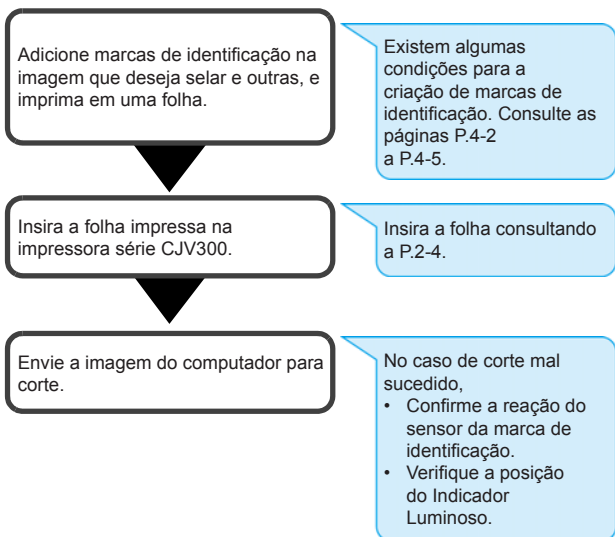 Adicione marcas de identificação na
imagem que deseja selar e outras, e
imprima em uma folha.
Existem algumas
condições para a
criação de marcas de
identificação. Consulte as
páginas P.4-2
a P.4-5.
Insira a folha impressa na
impressora série CJV300.
Insira a folha consultando
a P.2-4.
Envie a imagem do computador para
corte.
No caso de corte mal
sucedido,
• Confirme a reação do
sensor da marca de
identificação.
• Verifique a posição
do Indicador
Luminoso.